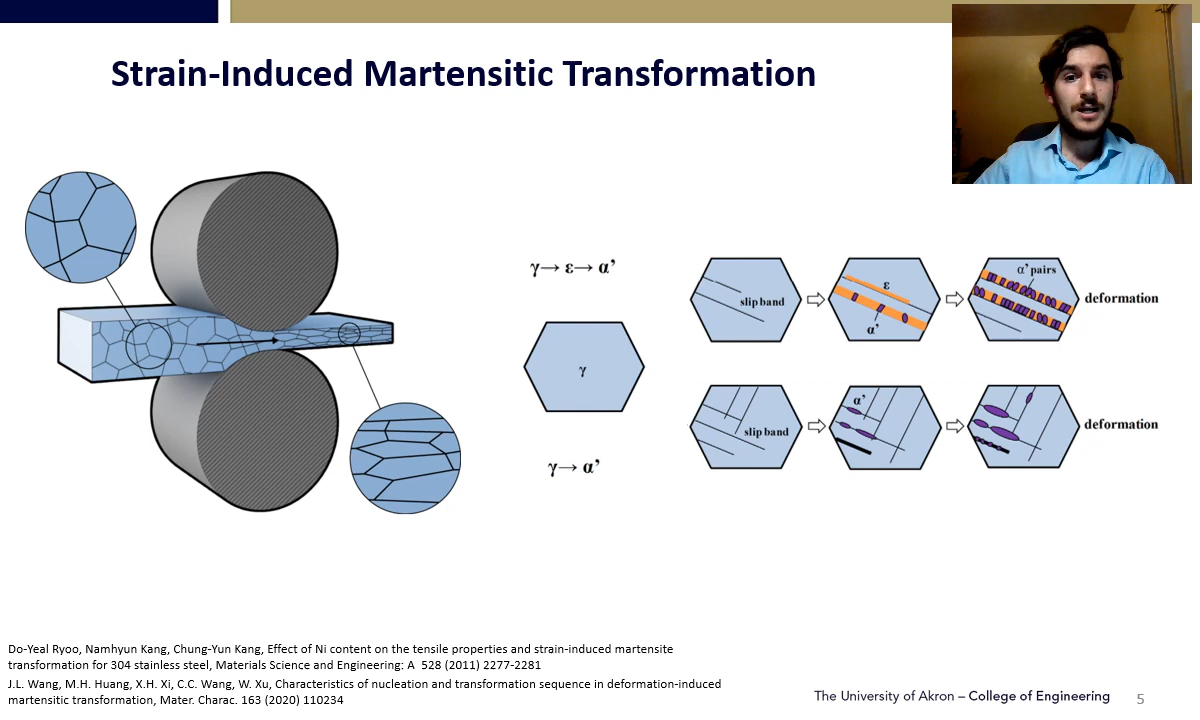 Strain-Induced Martensitic Transformation
γ→ ε→ α’
γ
γ→ α’
slip band
ε
α’
α’ pairs
deformation
slip band
α’
deformation
Do-Yeal Ryoo, Namhyun Kang, Chung-Yun Kang, Effect of Ni content on the tensile properties and strain-induced martensite
transformation for 304 stainless steel, Materials Science and Engineering: A  528 (2011) 2277-2281
J.L. Wang, M.H. Huang, X.H. Xi, C.C. Wang, W. Xu, Characteristics of nucleation and transformation sequence in deformation-induced
martensitic transformation, Mater. Charac. 163 (2020) 110234
The University of Akron – College of Engineering
5